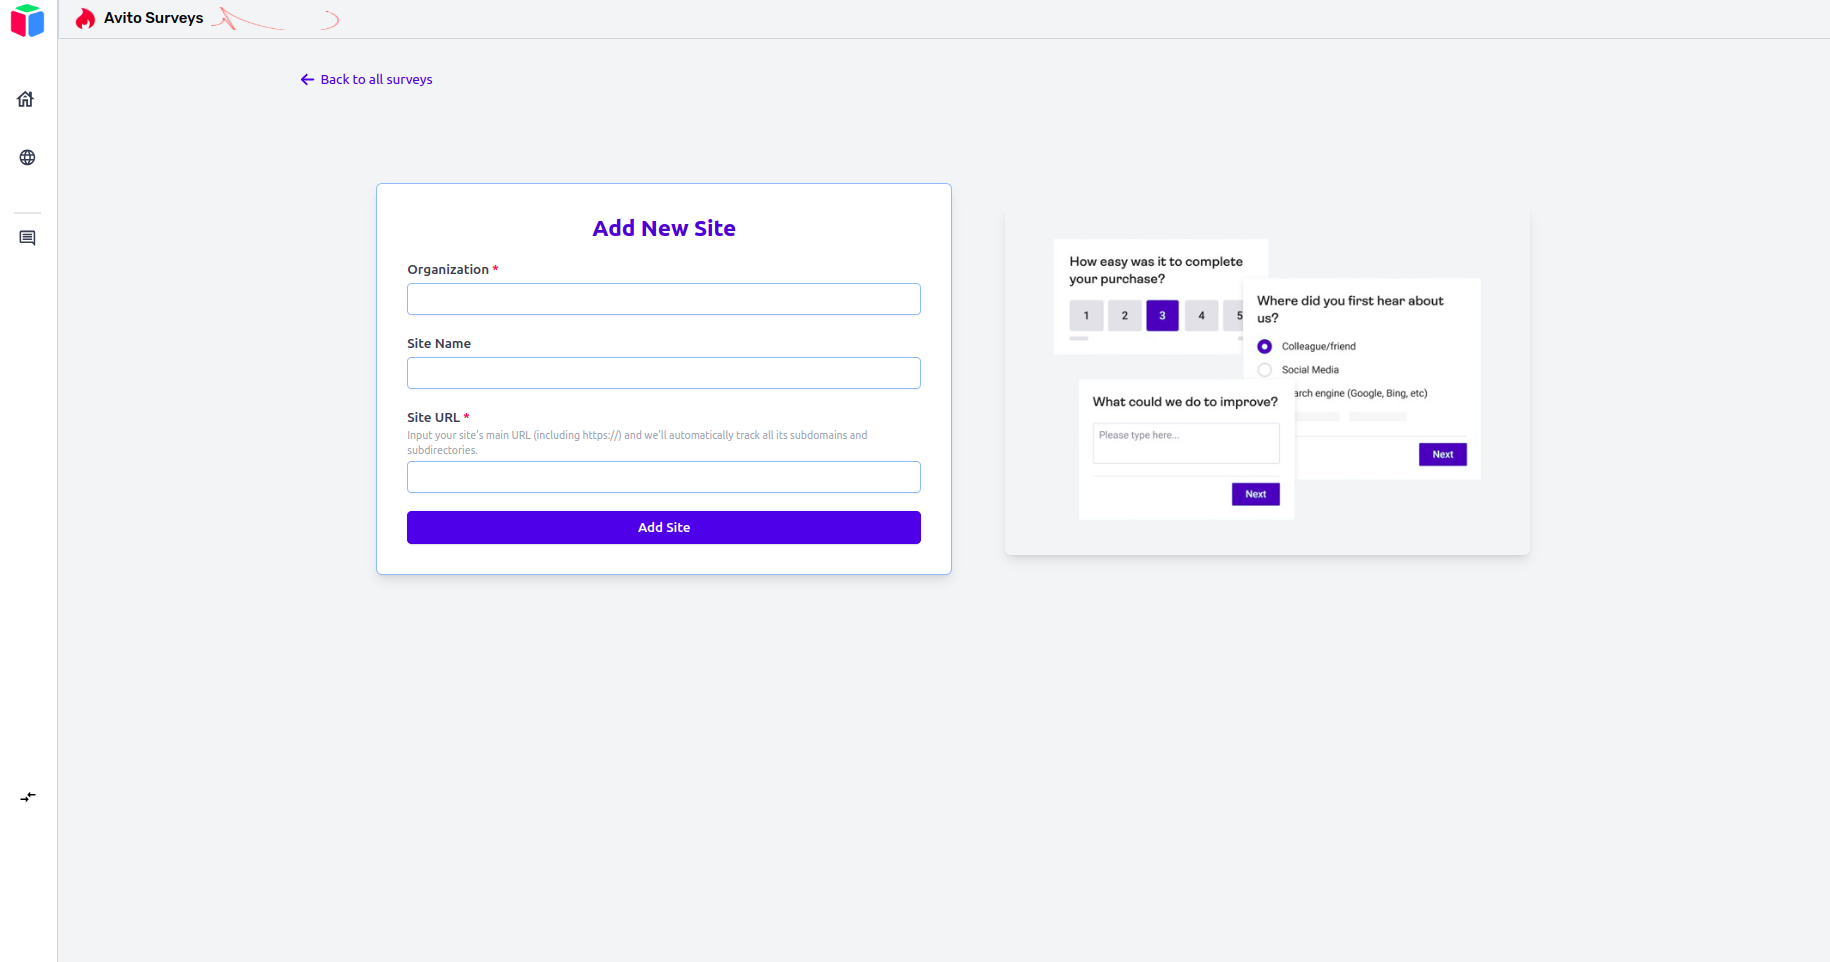 Avito Surveys
Back to all surveys
Add New Site
Organization *
Site Name
Site URL *
Input your site's main URL (including https://) and we'll automatically track all its subdomains and
subdirectories.
Add Site
How easy was it to complete
your purchase?
1 2 3 4 5
Where did you first hear about
us?
Colleague/friend
Social Media
arch engine (Google, Bing, etc)
Next
What could we do to improve?
Please type here...
Next